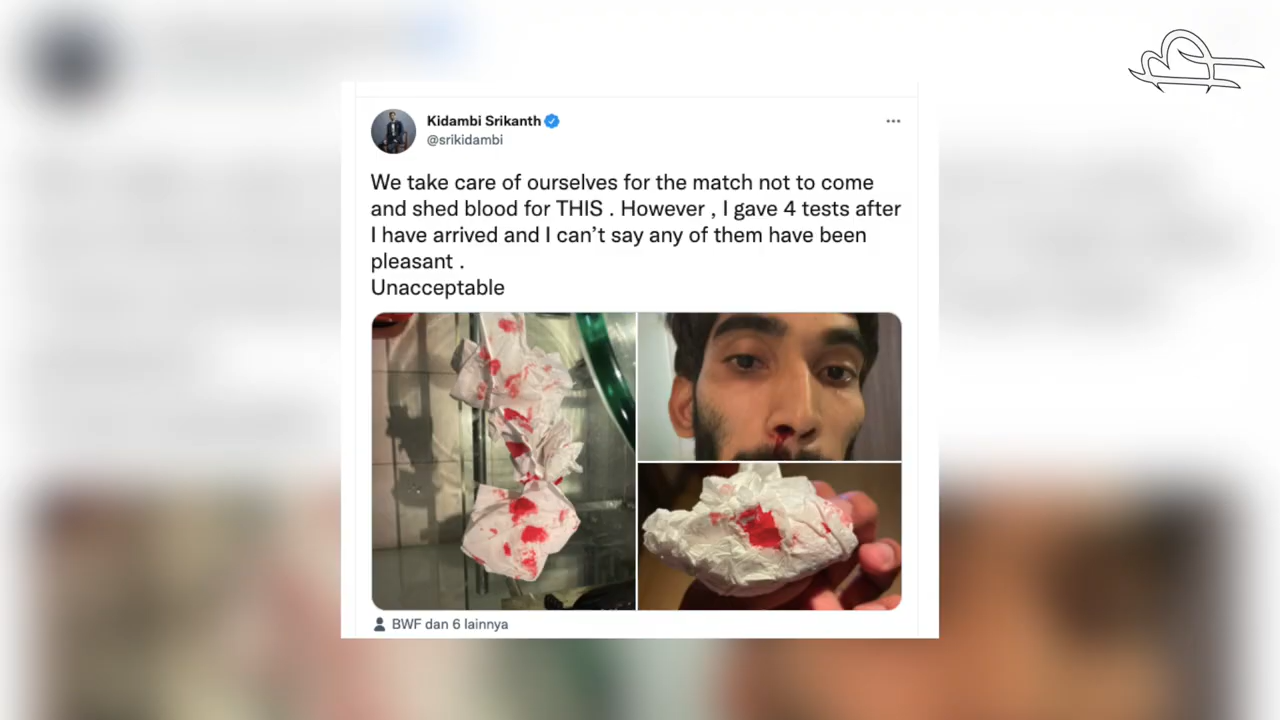 Kidambi Srikanth
@srikidambi
We take care of ourselves for the match not to come
and shed blood for THIS . However , I gave 4 tests after
I have arrived and I can’t say any of them have been
pleasant .
Unacceptable
BWF dan 6 lainnya